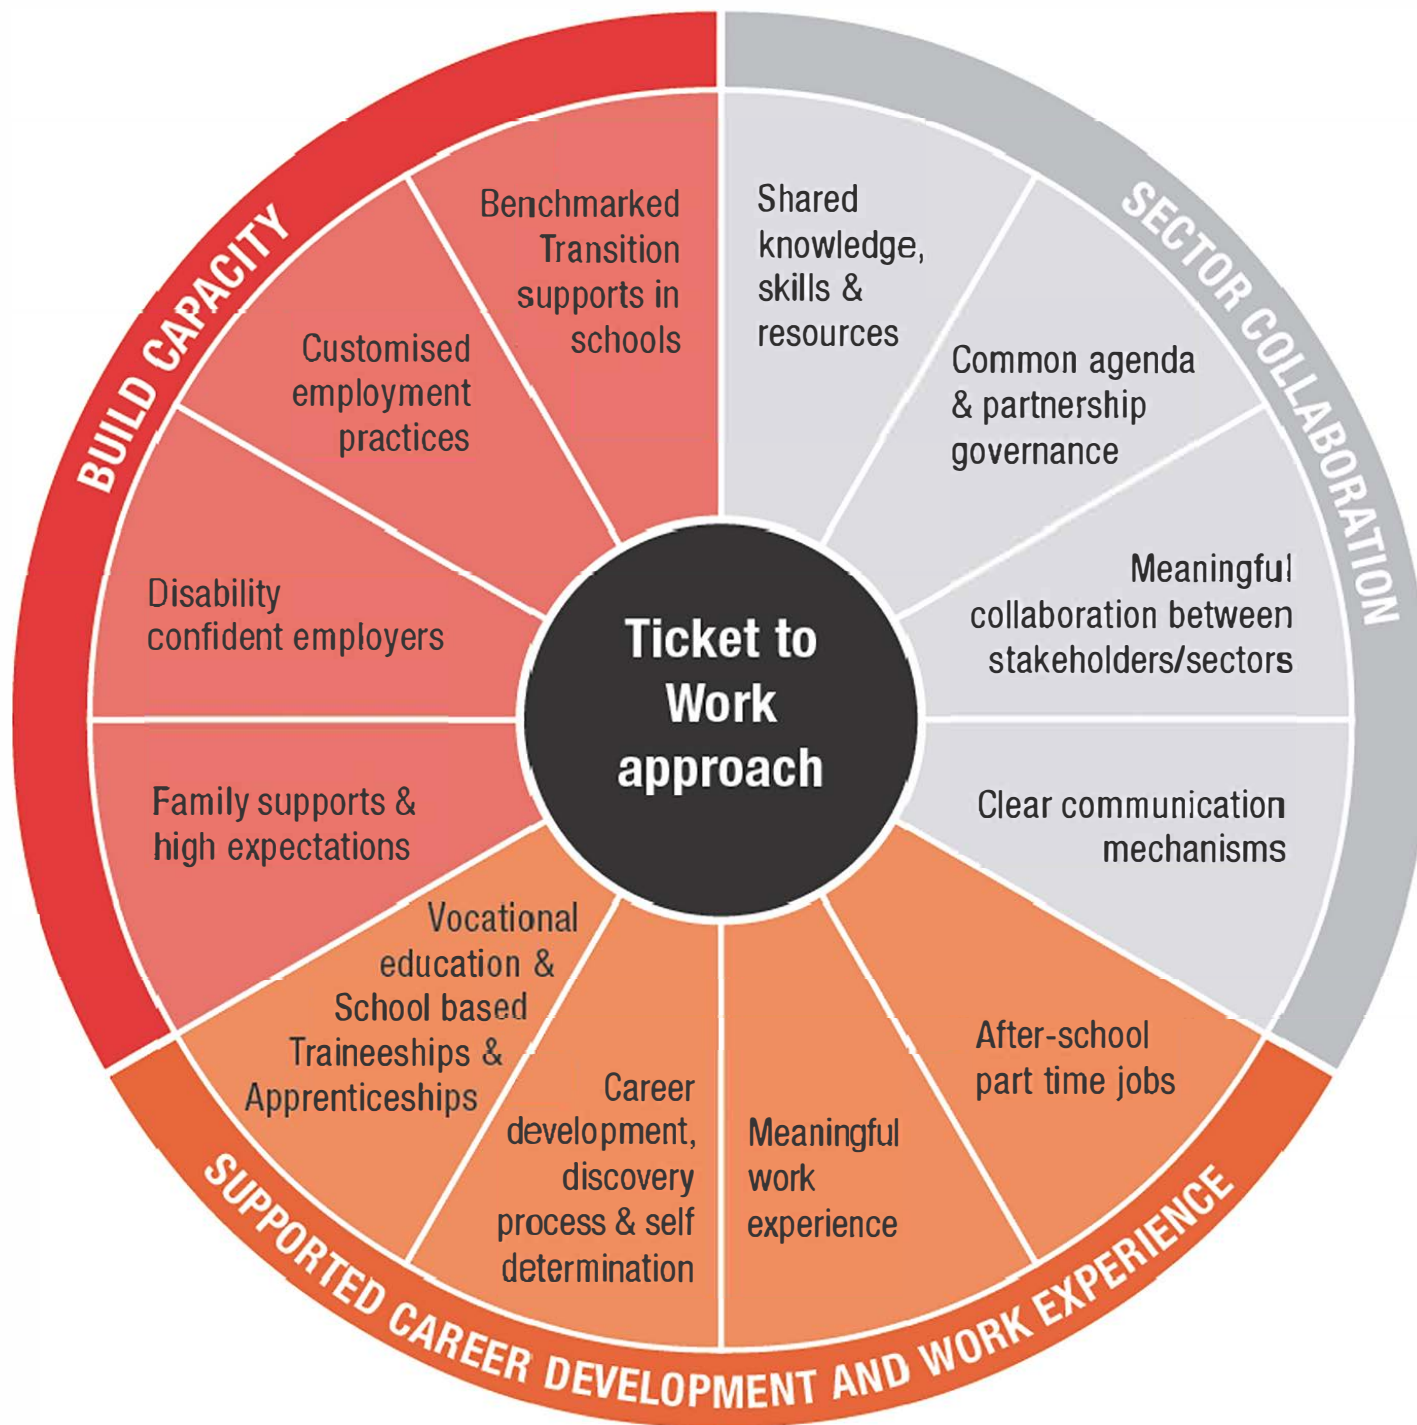 BUILD CAPACITY
Benchmarked
Transition
supports in
schools
Customised
employment
practices
Disability
confident employers
Family supports &
high expectations
SECTOR COLLABORATION
Shared
knowledge,
skills &
resources
Common agenda
& partnership
governance
Meaningful
collaboration between
stakeholders/sectors
Clear communication
mechanisms
Ticket to
Work
approach
Vocational
education &
School based
Traineeships &
Apprenticeships
Career
development,
discovery
process & self
determination
Meaningful
work
experience
After-school
part time jobs
SUPPORTED CAREER DEVELOPMENT AND WORK EXPERIENCE